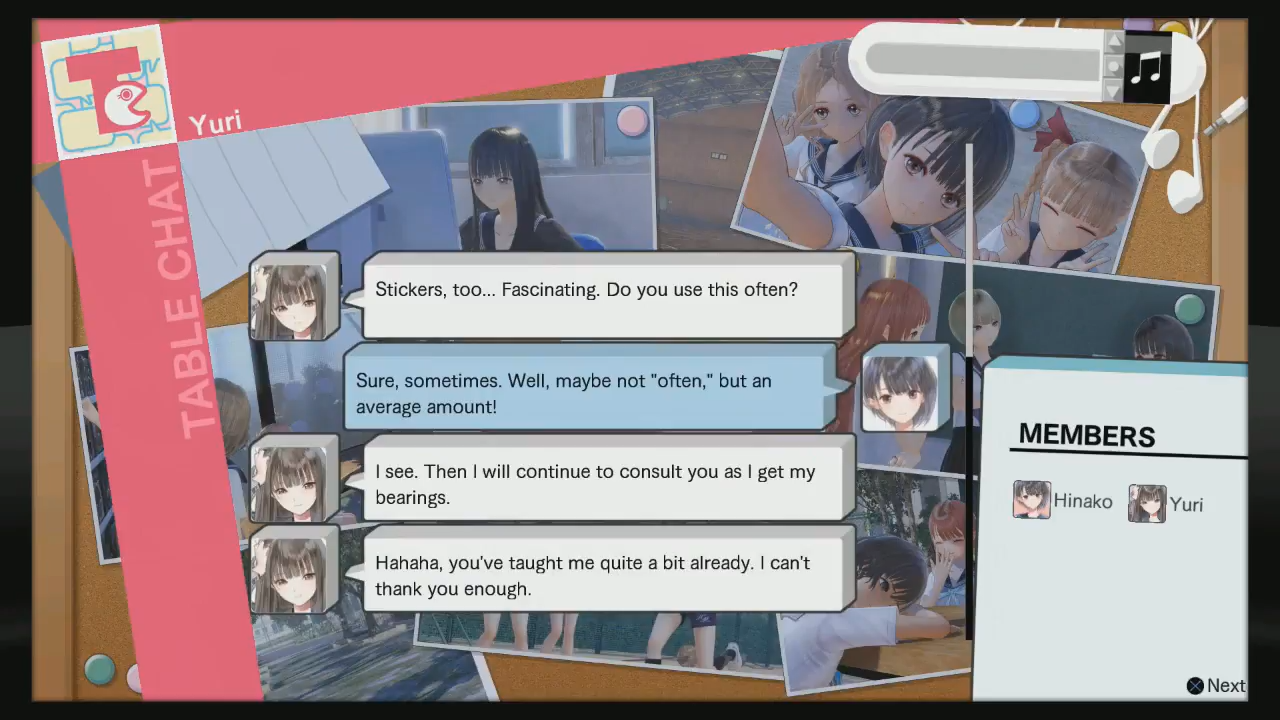 Yuri
TABLE CHAT
Stickers, too... Fascinating. Do you use this often?
Sure, sometimes. Well, maybe not "often," but an
average amount!
I see. Then I will continue to consult you as I get my
bearings.
Hahaha, you've taught me quite a bit already. I can't
thank you enough.
MEMBERS
Hinako Yuri
Next